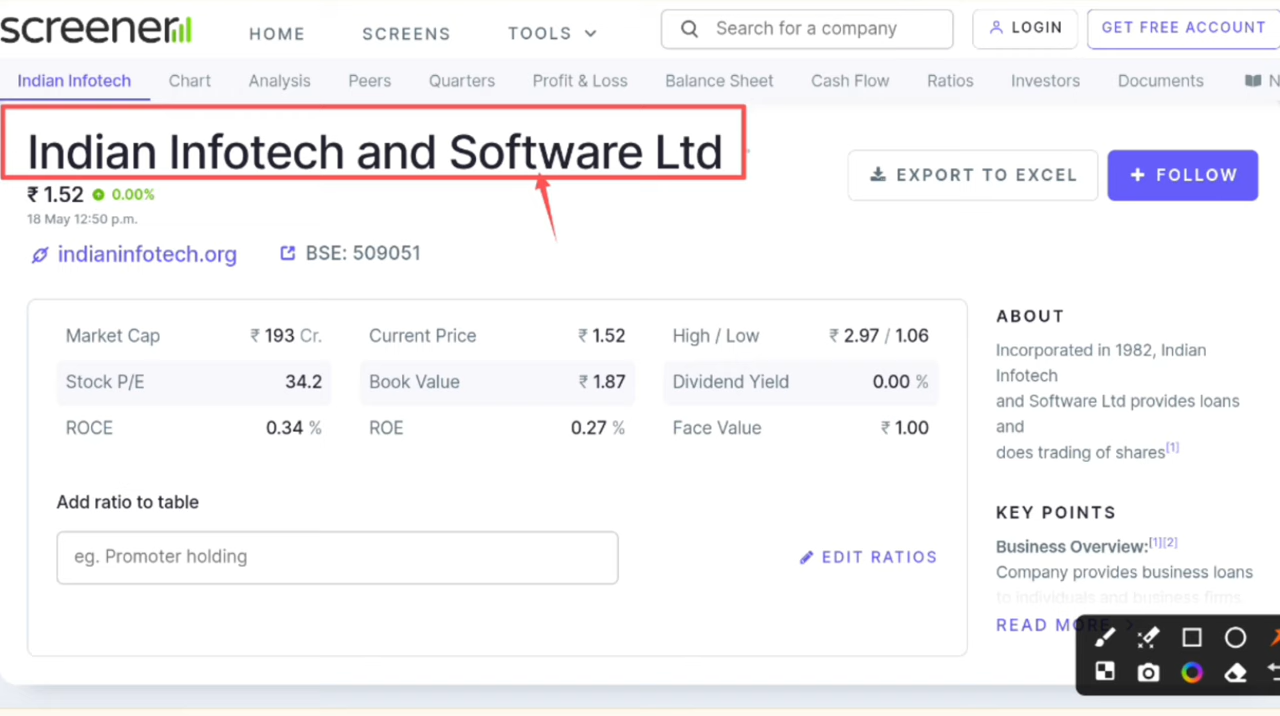 screener
HOME
SCREENS
TOOLS
Search for a company
LOGIN
GET FREE ACCOUNT
Indian Infotech
Chart
Analysis
Peers
Quarters
Profit & Loss
Balance Sheet
Cash Flow
Ratios
Investors
Documents
N
Indian Infotech and Software Ltd
₹ 1.52 0.00%
18 May 12:50 p.m.
indianinfotech.org
BSE: 509051
EXPORT TO EXCEL
+ FOLLOW
Market Cap ₹ 193 Cr.
Current Price ₹ 1.52
High / Low ₹ 2.97 / 1.06
Stock P/E 34.2
Book Value ₹ 1.87
Dividend Yield 0.00 %
ROCE 0.34 %
ROE 0.27 %
Face Value ₹ 1.00
Add ratio to table
eg. Promoter holding
EDIT RATIOS
ABOUT
Incorporated in 1982, Indian
Infotech
and Software Ltd provides loans
and
does trading of shares[1]
KEY POINTS
Business Overview:[1][2]
Company provides business loans
to individuals and business firms.
READ MORE